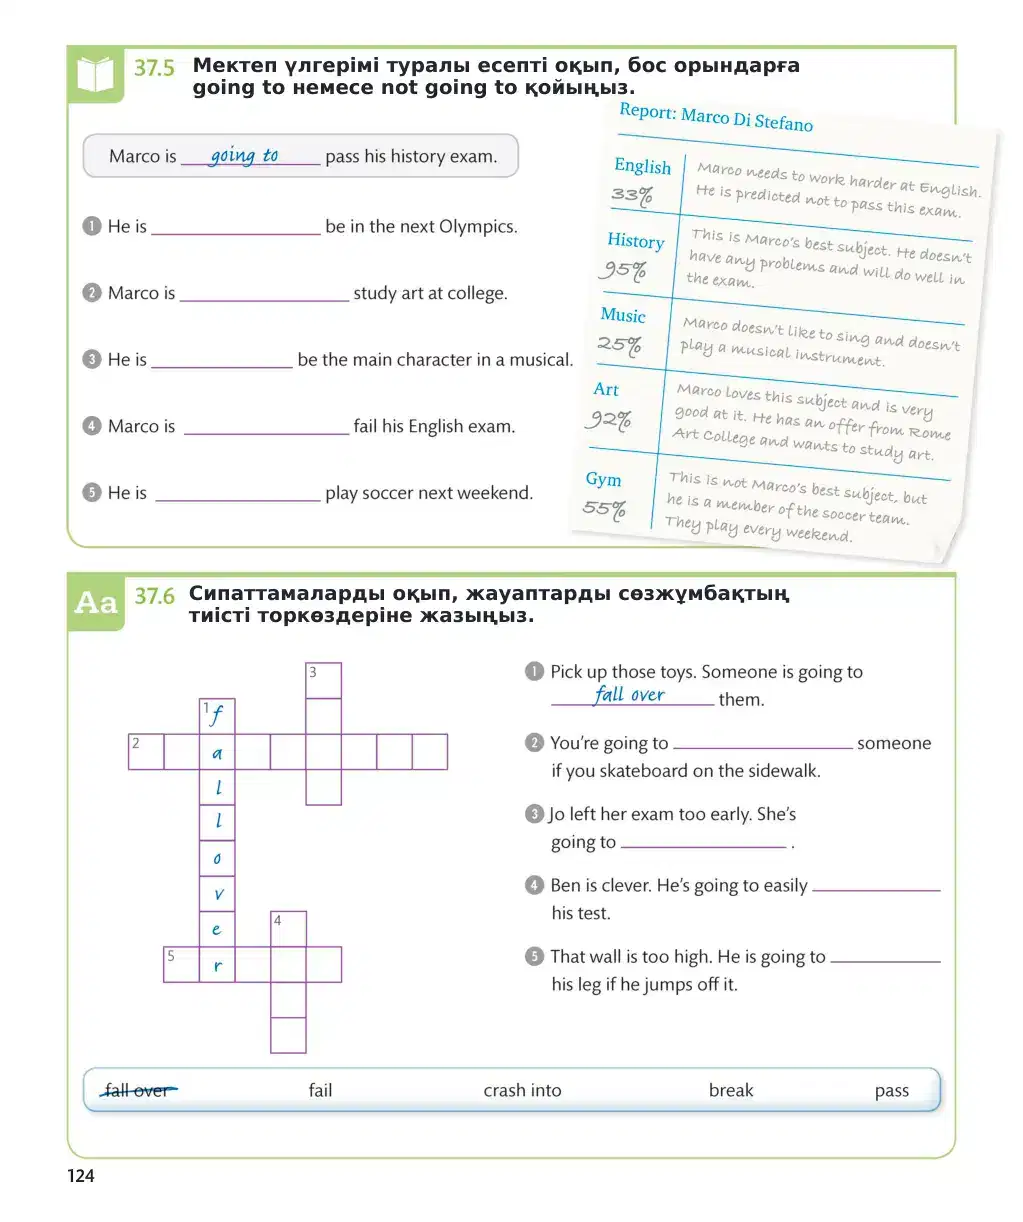 37.5 Мектеп үлгерімі туралы есепті оқып, бос орындарға
going to немесе not going to қойыңыз.
Marco is going to pass his history exam.
1 He is ____ be in the next Olympics.
2 Marco is ____ study art at college.
3 He is ____ be the main character in a musical.
4 Marco is ____ fail his English exam.
5 He is ____ play soccer next weekend.
Report: Marco Di Stefano
English
33%
Marco needs to work harder at English.
He is predicted not to pass this exam.
History
95%
This is Marco's best subject. He doesn't
have any problems and will do well in
the exam.
Music
25%
Marco doesn't like to sing and doesn't
play a musical instrument.
Art
92%
Marco loves this subject and is very
good at it. He has an offer from Rome
Art College and wants to study art.
Gym
55%
This is not Marco's best subject, but
he is a member of the soccer team.
They play every weekend.
Aa 37.6 Сипаттамаларды оқып, жауаптарды сөзжұмбақтың
тиісті торкөздеріне жазыңыз.
3
1 f
2 a
l
l
o
v
e 4
5 r
1 Pick up those toys. Someone is going to
fall over them.
2 You're going to ____ someone
if you skateboard on the sidewalk.
3 Jo left her exam too early. She's
going to ____ .
4 Ben is clever. He's going to easily ____
his test.
5 That wall is too high. He is going to ____
his leg if he jumps off it.
fall over fail crash into break pass
124